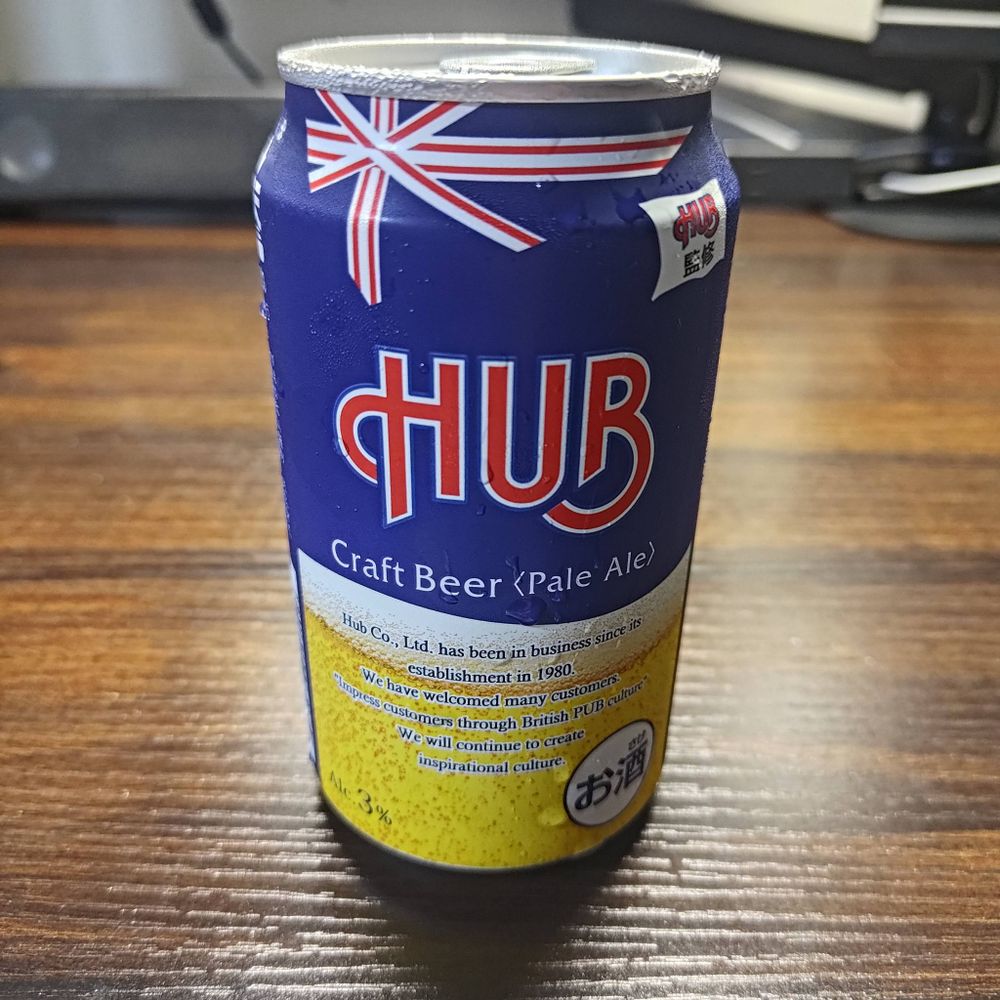 HUB
監修
HUB
Craft Beer〈Pale Ale〉
Hub Co., Ltd. has been in business since its
establishment in 1980.
We have welcomed many customers.
"Impress customers through British PUB culture"
We will continue to create
inspirational culture.
さけ
お酒
Alc.3%